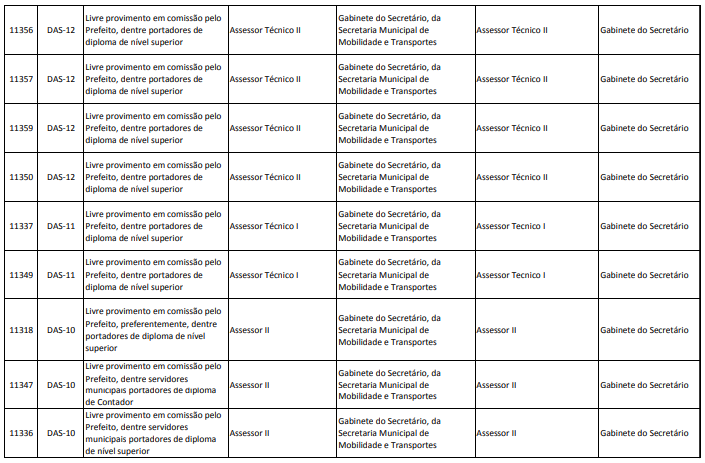 11356 DAS-12 Livre provimento em comissão pelo Prefeito, dentre portadores de diploma de nível superior Assessor Técnico II Gabinete do Secretário, da Secretaria Municipal de Mobilidade e Transportes Assessor Técnico II Gabinete do Secretário
11357 DAS-12 Livre provimento em comissão pelo Prefeito, dentre portadores de diploma de nível superior Assessor Técnico II Gabinete do Secretário, da Secretaria Municipal de Mobilidade e Transportes Assessor Técnico II Gabinete do Secretário
11359 DAS-12 Livre provimento em comissão pelo Prefeito, dentre portadores de diploma de nível superior Assessor Técnico II Gabinete do Secretário, da Secretaria Municipal de Mobilidade e Transportes Assessor Técnico II Gabinete do Secretário
11350 DAS-12 Livre provimento em comissão pelo Prefeito, dentre portadores de diploma de nível superior Assessor Técnico II Gabinete do Secretário, da Secretaria Municipal de Mobilidade e Transportes Assessor Técnico II Gabinete do Secretário
11337 DAS-11 Livre provimento em comissão pelo Prefeito, dentre portadores de diploma de nível superior Assessor Técnico I Gabinete do Secretário, da Secretaria Municipal de Mobilidade e Transportes Assessor Tecnico I Gabinete do Secretário
11349 DAS-11 Livre provimento em comissão pelo Prefeito, dentre portadores de diploma de nível superior Assessor Técnico I Gabinete do Secretário, da Secretaria Municipal de Mobilidade e Transportes Assessor Tecnico I Gabinete do Secretário
11318 DAS-10 Livre provimento em comissão pelo Prefeito, preferentemente, dentre portadores de diploma de nível superior Assessor II Gabinete do Secretário, da Secretaria Municipal de Mobilidade e Transportes Assessor II Gabinete do Secretário
11347 DAS-10 Livre provimento em comissão pelo Prefeito, dentre servidores municipais portadores de diploma de Contador Assessor II Gabinete do Secretário, da Secretaria Municipal de Mobilidade e Transportes Assessor II Gabinete do Secretário
11336 DAS-10 Livre provimento em comissão pelo Prefeito, dentre servidores municipais portadores de diploma de nível superior Assessor II Gabinete do Secretário, da Secretaria Municipal de Mobilidade e Transportes Assessor II Gabinete do Secretário